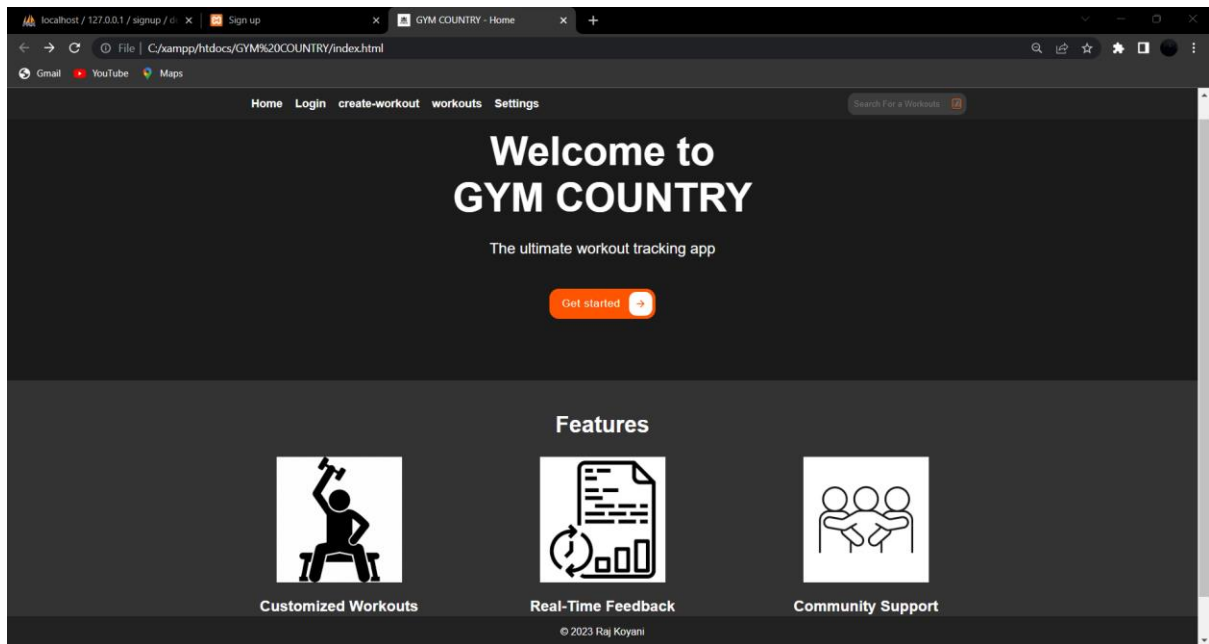 localhost / 127.0.0.1 / signup / d
Sign up
GYM COUNTRY - Home
File | C:/xampp/htdocs/GYM%20COUNTRY/index.html
Gmail YouTube Maps
Home Login create-workout workouts Settings Search For a Workouts
Welcome to
GYM COUNTRY
The ultimate workout tracking app
Get started →
Features
Customized Workouts Real-Time Feedback Community Support
© 2023 Raj Koyani